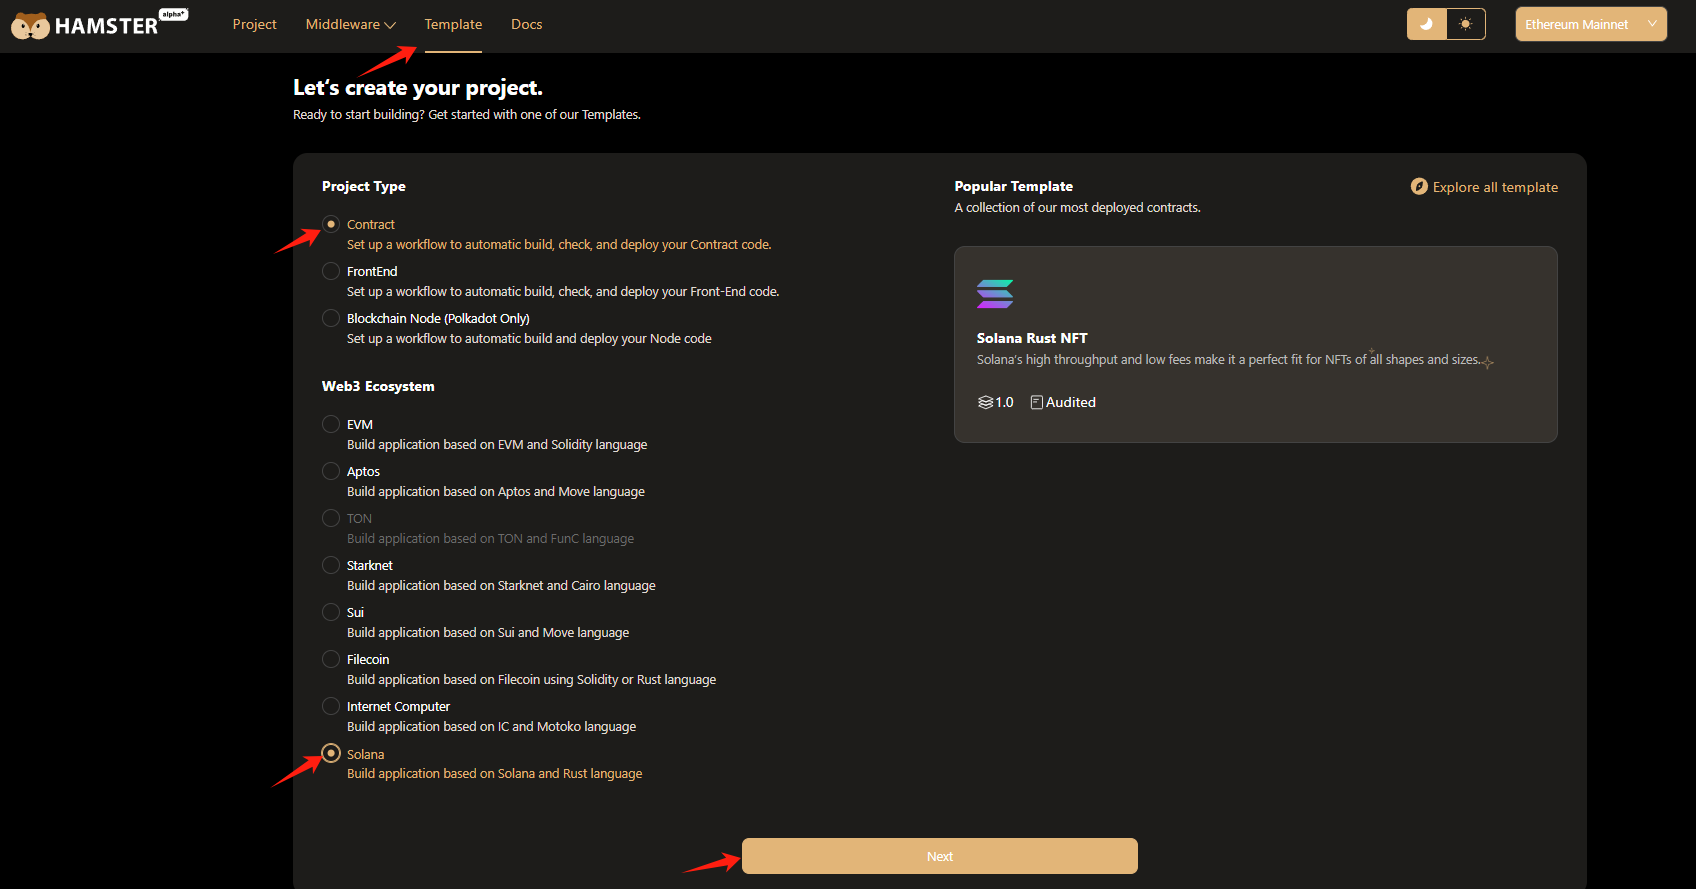 HAMSTER alpha+
Project Middleware Template Docs
Ethereum Mainnet
Let‘s create your project.
Ready to start building? Get started with one of our Templates.
Project Type
Contract
Set up a workflow to automatic build, check, and deploy your Contract code.
FrontEnd
Set up a workflow to automatic build, check, and deploy your Front-End code.
Blockchain Node (Polkadot Only)
Set up a workflow to automatic build and deploy your Node code
Web3 Ecosystem
EVM
Build application based on EVM and Solidity language
Aptos
Build application based on Aptos and Move language
TON
Build application based on TON and FunC language
Starknet
Build application based on Starknet and Cairo language
Sui
Build application based on Sui and Move language
Filecoin
Build application based on Filecoin using Solidity or Rust language
Internet Computer
Build application based on IC and Motoko language
Solana
Build application based on Solana and Rust language
Popular Template
Explore all template
A collection of our most deployed contracts.
Solana Rust NFT
Solana's high throughput and low fees make it a perfect fit for NFTs of all shapes and sizes.
1.0 Audited
Next